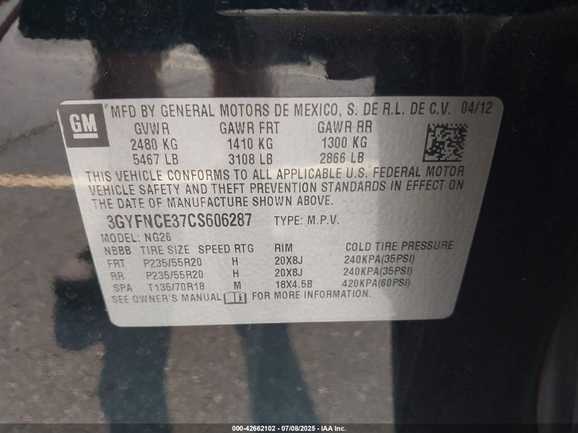 GM
MFD BY GENERAL MOTORS DE MEXICO, S. DE R.L. DE C.V. 04/12
GVWR GAWR FRT GAWR RR
2480 KG 1410 KG 1300 KG
5467 LB 3108 LB 2866 LB
THIS VEHICLE CONFORMS TO ALL APPLICABLE U.S. FEDERAL MOTOR
VEHICLE SAFETY AND THEFT PREVENTION STANDARDS IN EFFECT ON
THE DATE OF MANUFACTURE SHOWN ABOVE.
3GYFNCE37CS606287 TYPE: M.P.V.
MODEL: NG26
NBBB TIRE SIZE SPEED RTG RIM COLD TIRE PRESSURE
FRT P235/55R20 H 20X8J 240KPA(35PSI)
RR P235/55R20 H 20X8J 240KPA(35PSI)
SPA T135/70R18 M 18X4.5B 420KPA(60PSI)
SEE OWNER'S MANUAL FOR MORE INFORMATION.
000-42662102 - 07/08/2025 - IAA Inc.